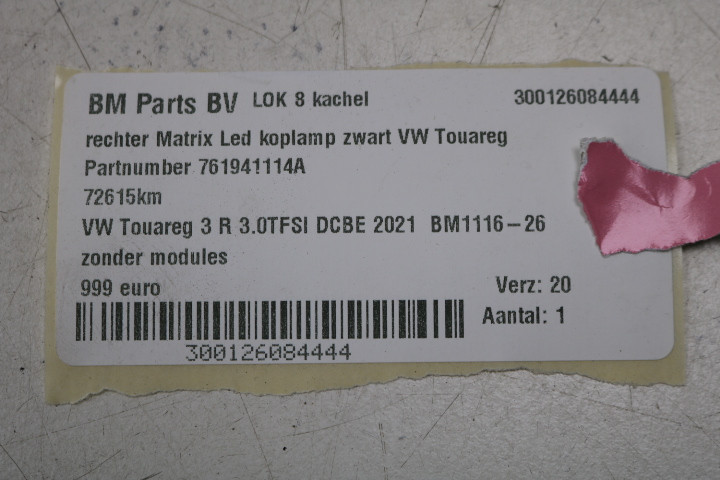 BM Parts BV LOK 8 kachel 300126084444
rechter Matrix Led koplamp zwart VW Touareg
Partnumber 761941114A
72615km
VW Touareg 3 R 3.0TFSI DCBE 2021 BM1116-26
zonder modules
999 euro Verz: 20
Aantal: 1
300126084444